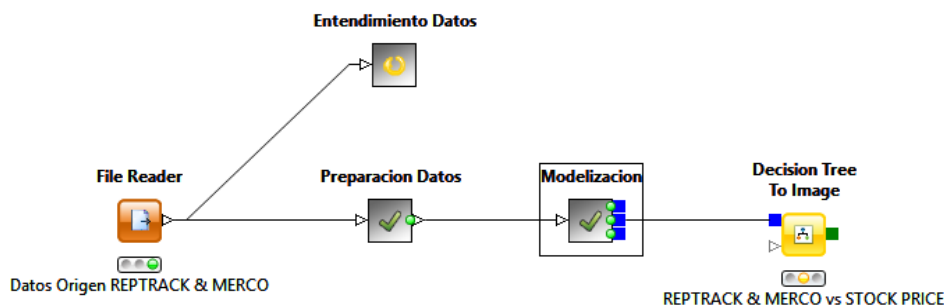 Entendimiento Datos
File Reader
Preparacion Datos
Modelizacion
Decision Tree
To Image
Datos Origen REPTRACK & MERCO
REPTRACK & MERCO vs STOCK PRICE